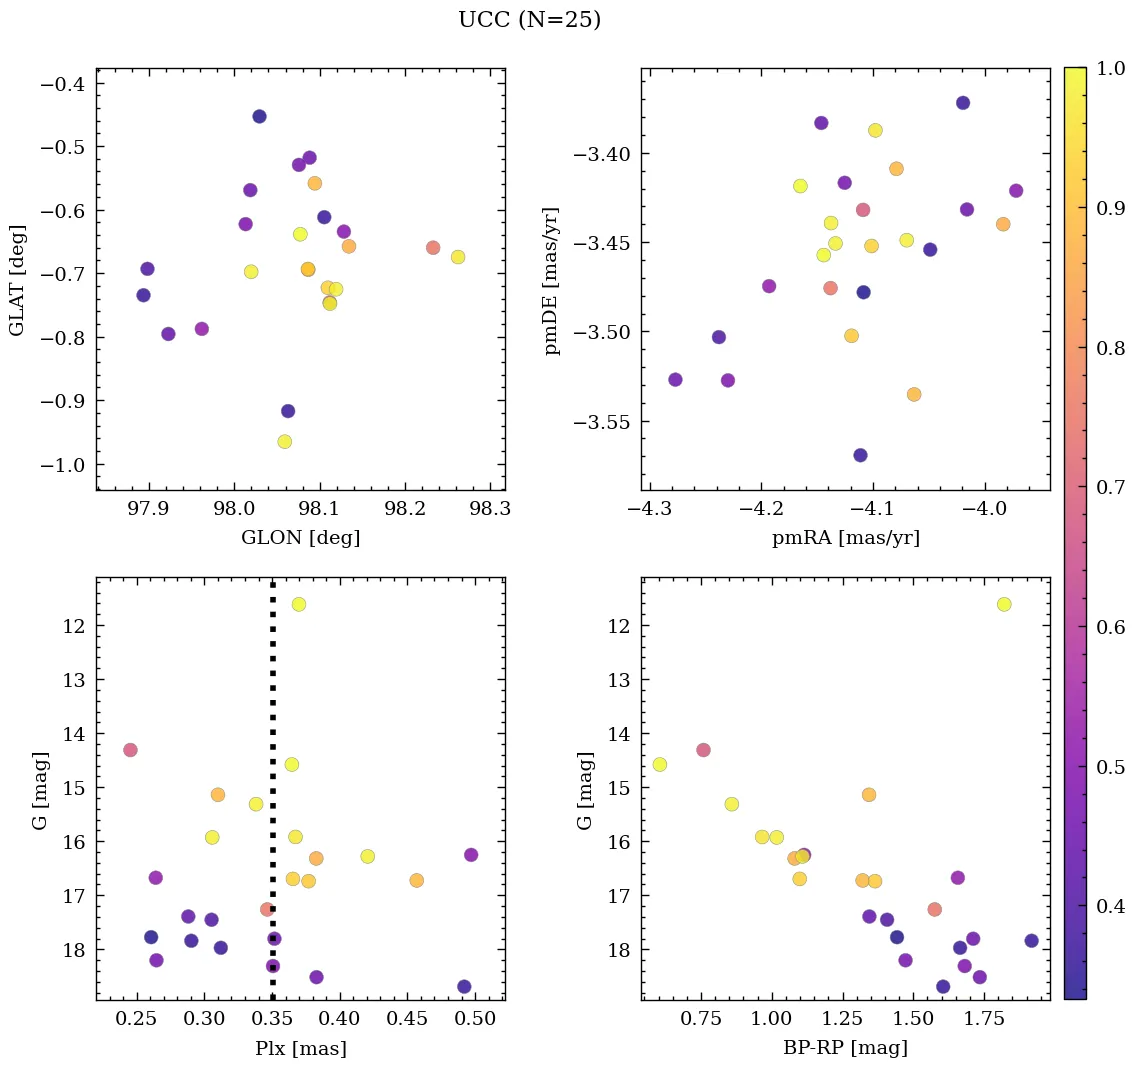 UCC (N=25)
−0.4
−0.5
−0.6
−0.7
−0.8
−0.9
−1.0
GLAT [deg]
97.9 98.0 98.1 98.2 98.3
GLON [deg]
−3.40
−3.45
−3.50
−3.55
pmDE [mas/yr]
−4.3 −4.2 −4.1 −4.0
pmRA [mas/yr]
12
13
14
15
16
17
18
G [mag]
0.25 0.30 0.35 0.40 0.45 0.50
Plx [mas]
12
13
14
15
16
17
18
G [mag]
0.75 1.00 1.25 1.50 1.75
BP-RP [mag]
1.0
0.9
0.8
0.7
0.6
0.5
0.4